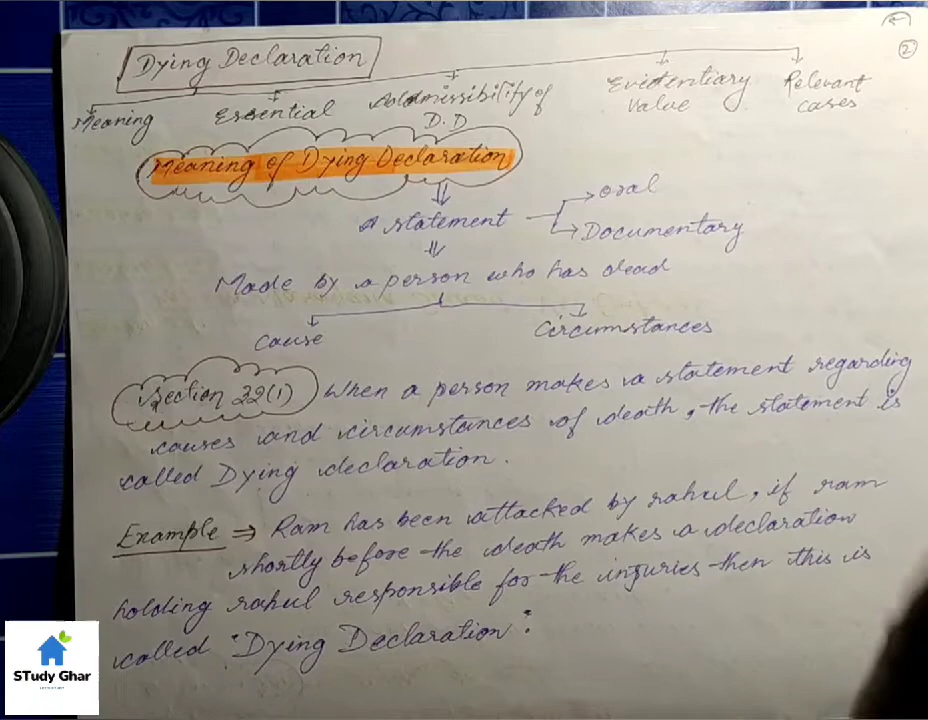 2
Dying Declaration
Meaning Essential Addmissibility of D.D Evidentiary value Relevant cases
Meaning of Dying Declaration
A statement
oral
Documentary
Made by a person who has dead
cause Circumstances
Section 32(1) When a person makes a statement regarding
causes and circumstances of death, the statement is
called Dying declaration.
Example ⇒ Ram has been attacked by rahul, if ram
shortly before the death makes a declaration
holding rahul responsible for the injuries then this is
called "Dying Declaration".
STudy Ghar